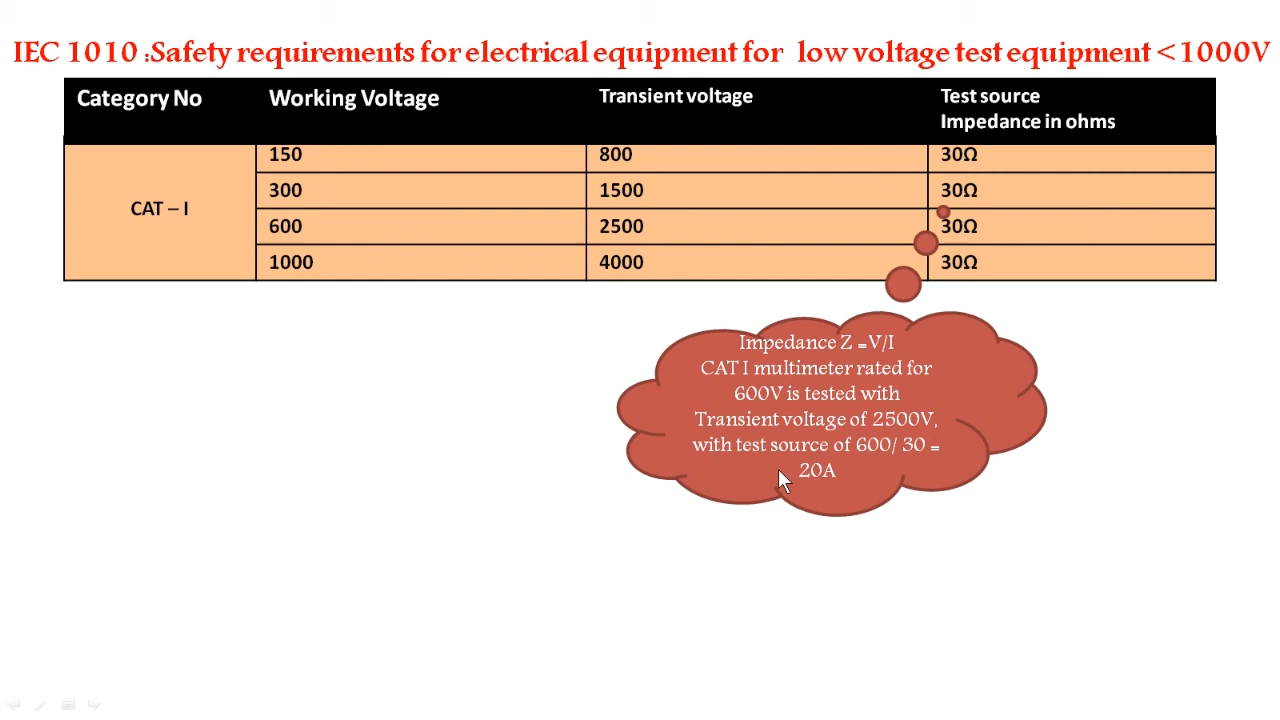 IEC 1010 :Safety requirements for electrical equipment for low voltage test equipment <1000V
Category No Working Voltage Transient voltage Test source
Impedance in ohms
CAT – I
150 800 30Ω
300 1500 30Ω
600 2500 30Ω
1000 4000 30Ω
Impedance Z =V/I
CAT I multimeter rated for
600V is tested with
Transient voltage of 2500V,
with test source of 600/ 30 =
20A